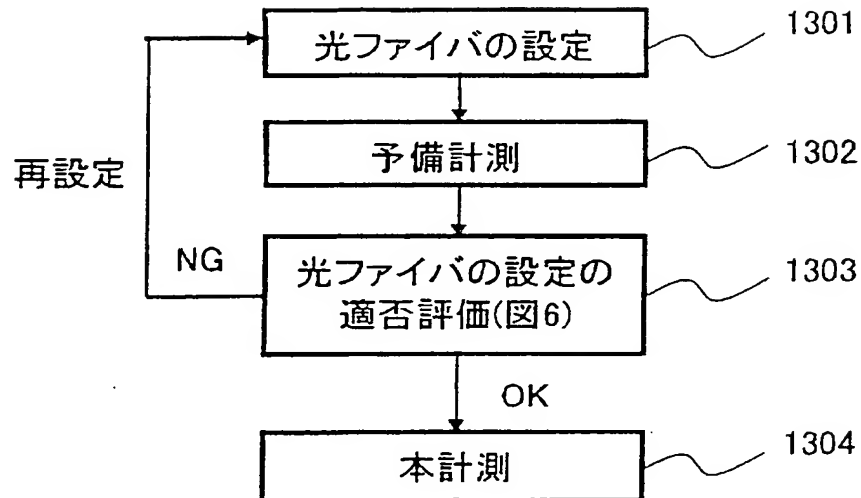 光ファイバの設定
1301
予備計測
1302
再設定
NG
光ファイバの設定の
適否評価(図6)
1303
OK
本計測
1304